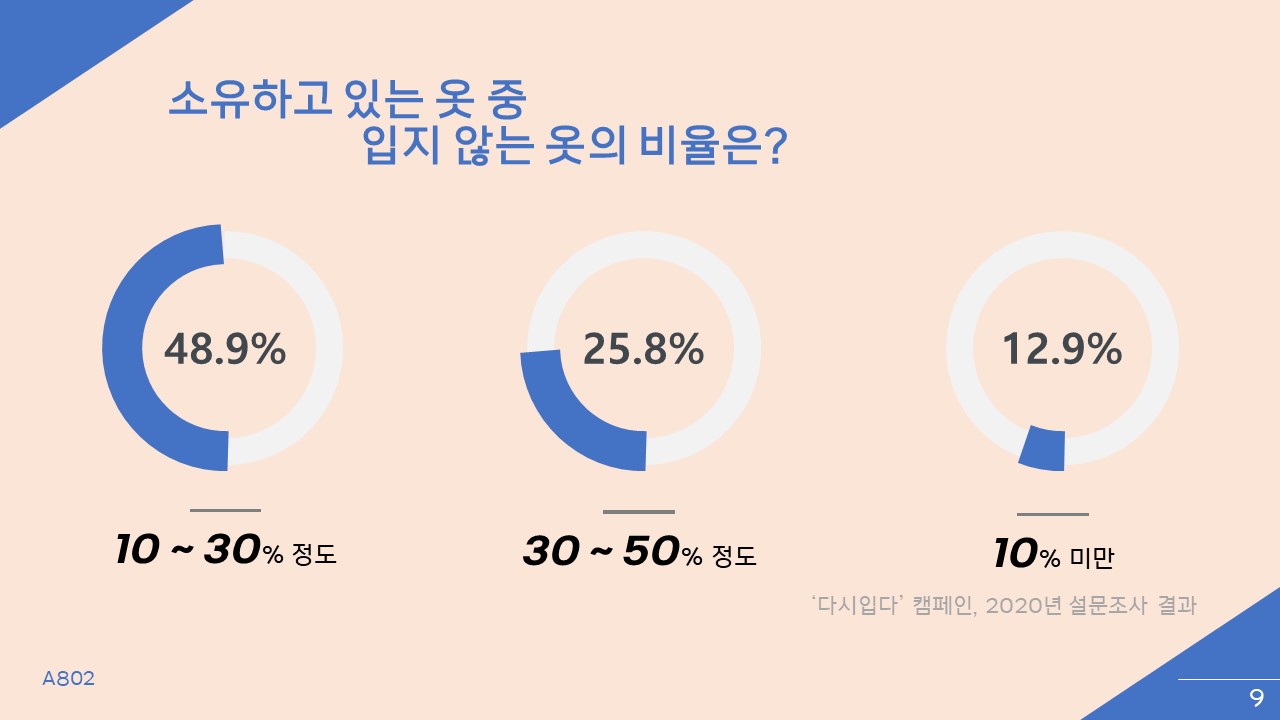 소유하고 있는 옷 중
입지 않는 옷의 비율은?
48.9%
25.8%
12.9%
10 ~ 30% 정도
30 ~ 50% 정도
10% 미만
‘다시입다’ 캠페인, 2020년 설문조사 결과
A802
9